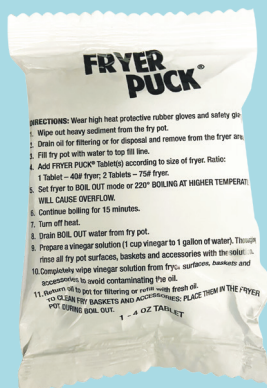 FRYER
PUCK®
DIRECTIONS: Wear high heat protective rubber gloves and safety
1. Wipe out heavy sediment from the fry pot.
2. Drain oil for filtering or for disposal and remove from the fryer
3. Fill fry pot with water to top fill line.
4. Add FRYER PUCK® Tablet(s) according to size of fryer. Ratio:
1 Tablet – 40# fryer; 2 Tablets – 75# fryer.
5. Set fryer to BOIL OUT mode or 220° BOILING AT HIGHER
WILL CAUSE OVERFLOW.
6. Continue boiling for 15 minutes.
7. Turn off heat.
8. Drain BOIL OUT water from fry pot.
9. Prepare a vinegar solution (1 cup vinegar to 1 gallon of water).
rinse all fry pot surfaces, baskets and accessories with the solution.
10. Completely wipe vinegar solution from surfaces, baskets and
accessories to avoid contaminating the oil.
11. Return oil to pot for filtering or refill with fresh oil.
TO CLEAN FRY BASKETS AND ACCESSORIES: PLACE THEM IN THE FRYER
POT DURING BOIL OUT.
1 - 4 OZ TABLET